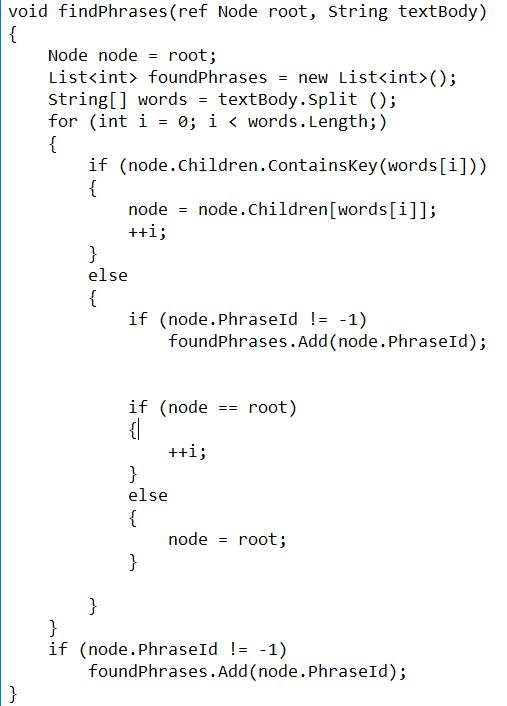 void findPhrases(ref Node root, String textBody)
{
    Node node = root;
    List<int> foundPhrases = new List<int>();
    String[] words = textBody.Split ();
    for (int i = 0; i < words.Length;)
    {
        if (node.Children.ContainsKey(words[i]))
        {
            node = node.Children[words[i]];
            ++i;
        }
        else
        {
            if (node.PhraseId != -1)
                foundPhrases.Add(node.PhraseId);
            if (node == root)
            {
                ++i;
            }
            else
            {
                node = root;
            }
        }
    }
    if (node.PhraseId != -1)
        foundPhrases.Add(node.PhraseId);
}